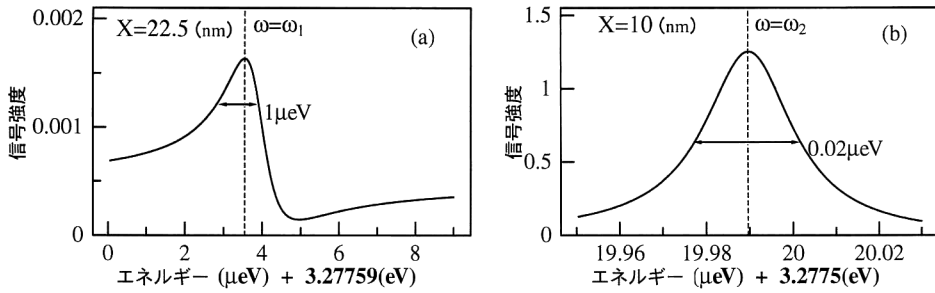 0.002
X=22.5 (nm)
ω=ω1
(a)
信号強度
1μeV
0.001
0
0
2
4
6
8
エネルギー (μeV) + 3.27759(eV)
1.5
X=10 (nm)
ω=ω2
(b)
信号強度
1
0.02μeV
0.5
0
19.96
19.98
20
20.02
エネルギー (μeV) + 3.2775(eV)